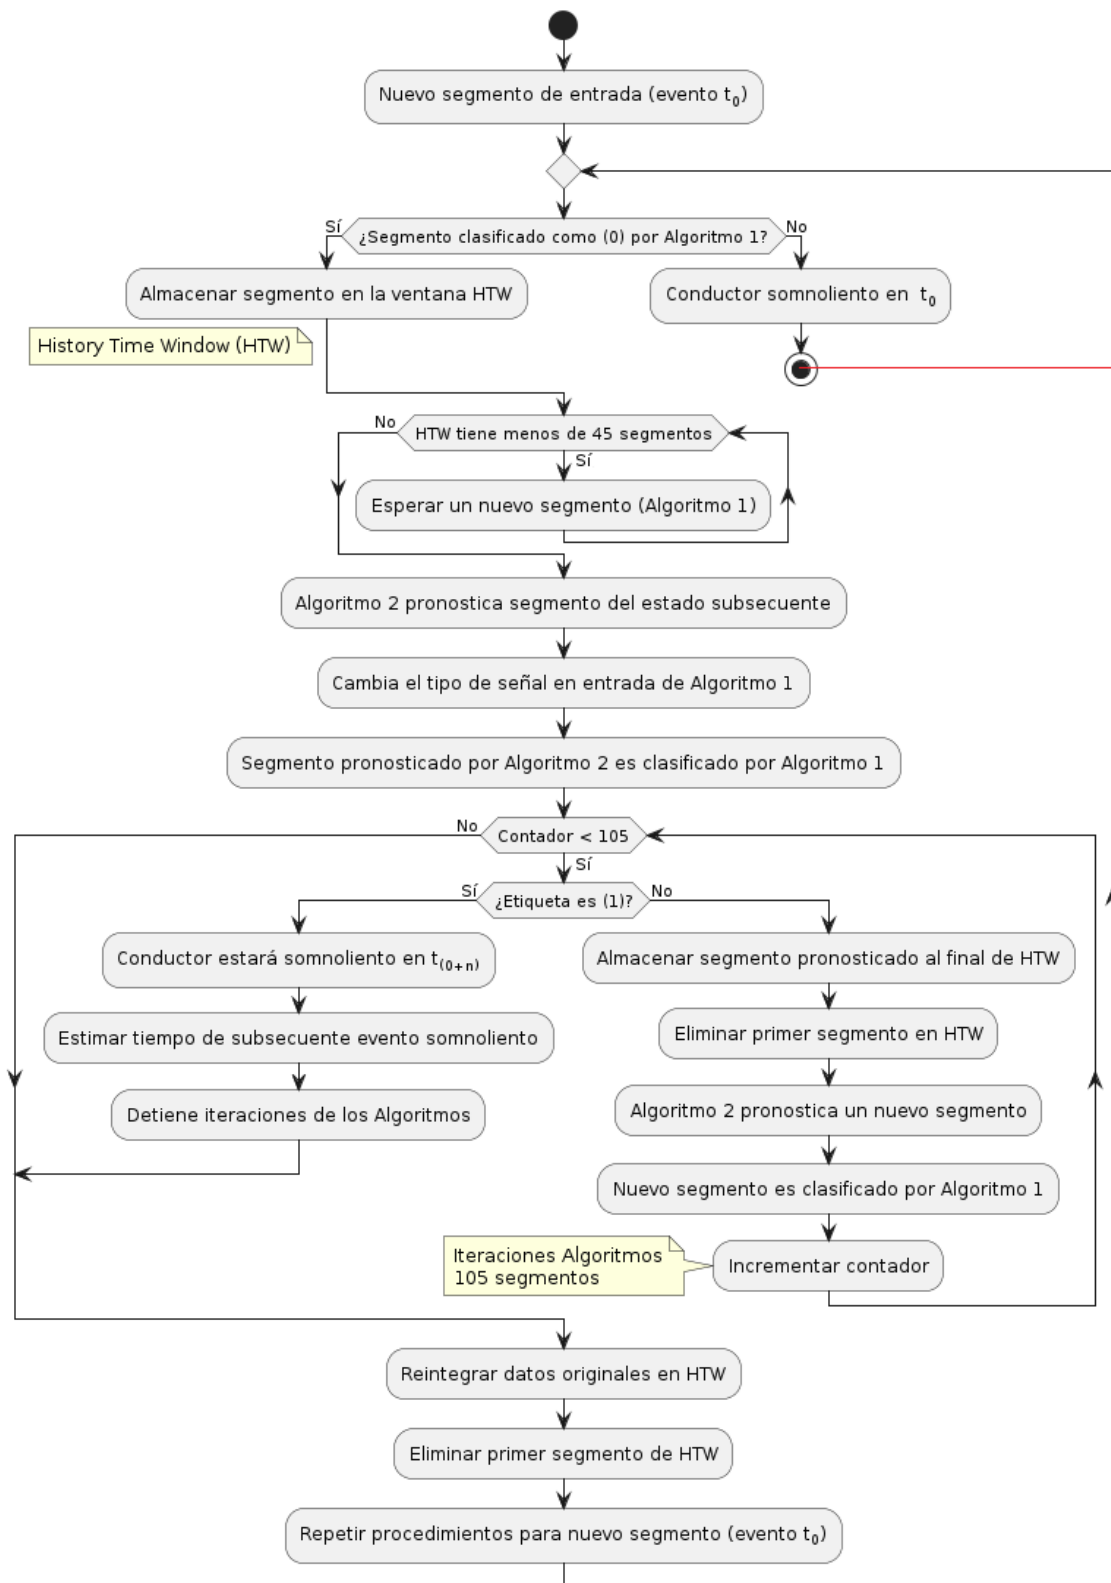 Nuevo segmento de entrada (evento t₀)
Sí
¿Segmento clasificado como (0) por Algoritmo 1?
No
Almacenar segmento en la ventana HTW
Conductor somnoliento en t₀
History Time Window (HTW)
No
HTW tiene menos de 45 segmentos
Sí
Esperar un nuevo segmento (Algoritmo 1)
Algoritmo 2 pronostica segmento del estado subsecuente
Cambia el tipo de señal en entrada de Algoritmo 1
Segmento pronosticado por Algoritmo 2 es clasificado por Algoritmo 1
No
Contador < 105
Sí
Sí
¿Etiqueta es (1)?
No
Conductor estará somnoliento en t₍₀₊ₙ₎
Estimar tiempo de subsecuente evento somnoliento
Detiene iteraciones de los Algoritmos
Almacenar segmento pronosticado al final de HTW
Eliminar primer segmento en HTW
Algoritmo 2 pronostica un nuevo segmento
Nuevo segmento es clasificado por Algoritmo 1
Iteraciones Algoritmos
105 segmentos
Incrementar contador
Reintegrar datos originales en HTW
Eliminar primer segmento de HTW
Repetir procedimientos para nuevo segmento (evento t₀)